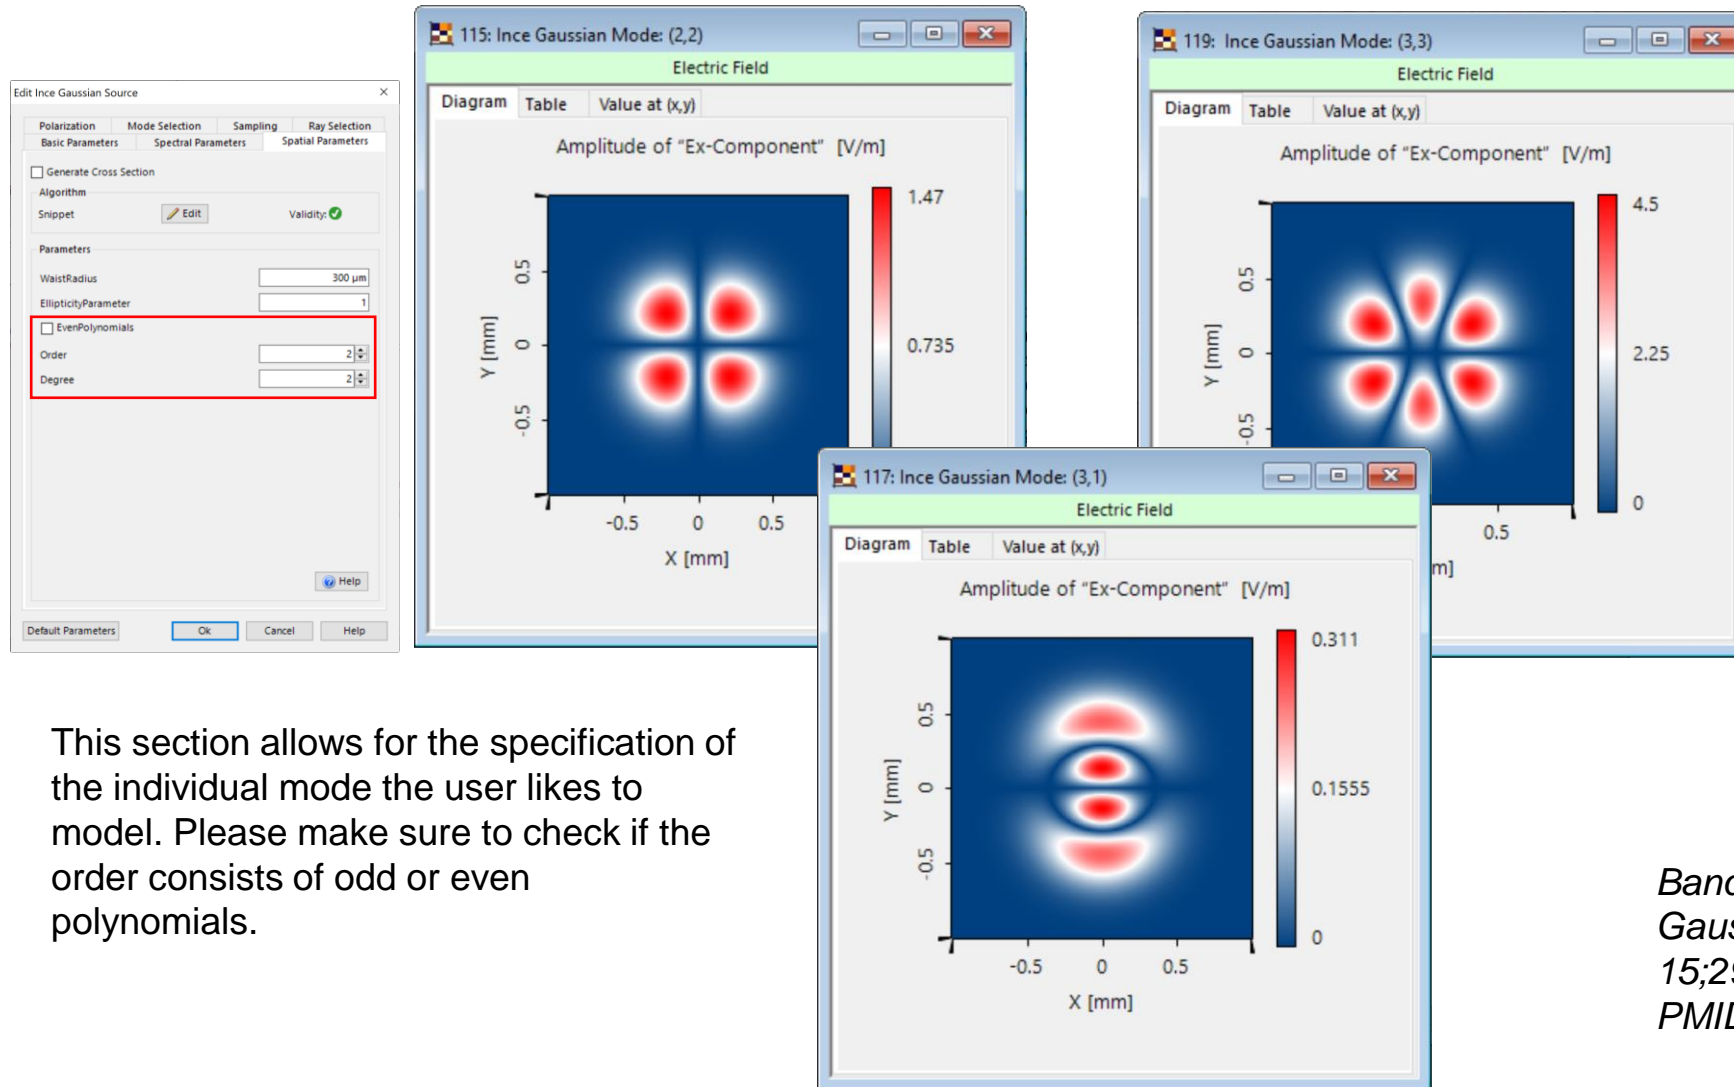 Edit Ince Gaussian Source
Polarization Mode Selection Sampling Ray Selection
Basic Parameters Spectral Parameters Spatial Parameters
Generate Cross Section
Algorithm
Snippet Edit Validity:
Parameters
WaistRadius 300 µm
EllipticityParameter 1
EvenPolynomials
Order 2
Degree 2
Help
Default Parameters Ok Cancel Help
115: Ince Gaussian Mode: (2,2)
Electric Field
Diagram Table Value at (x,y)
Amplitude of "Ex-Component" [V/m]
1.47
0.735
Y [mm]
0.5
0
-0.5
-0.5 0 0.5
X [mm]
119: Ince Gaussian Mode: (3,3)
Electric Field
Diagram Table Value at (x,y)
Amplitude of "Ex-Component" [V/m]
4.5
2.25
0
Y [mm]
0.5
0
-0.5
0.5
m]
117: Ince Gaussian Mode: (3,1)
Electric Field
Diagram Table Value at (x,y)
Amplitude of "Ex-Component" [V/m]
0.311
0.1555
0
Y [mm]
0.5
0
-0.5
-0.5 0 0.5
X [mm]
This section allows for the specification of
the individual mode the user likes to
model. Please make sure to check if the
order consists of odd or even
polynomials.
Gaus
15;29